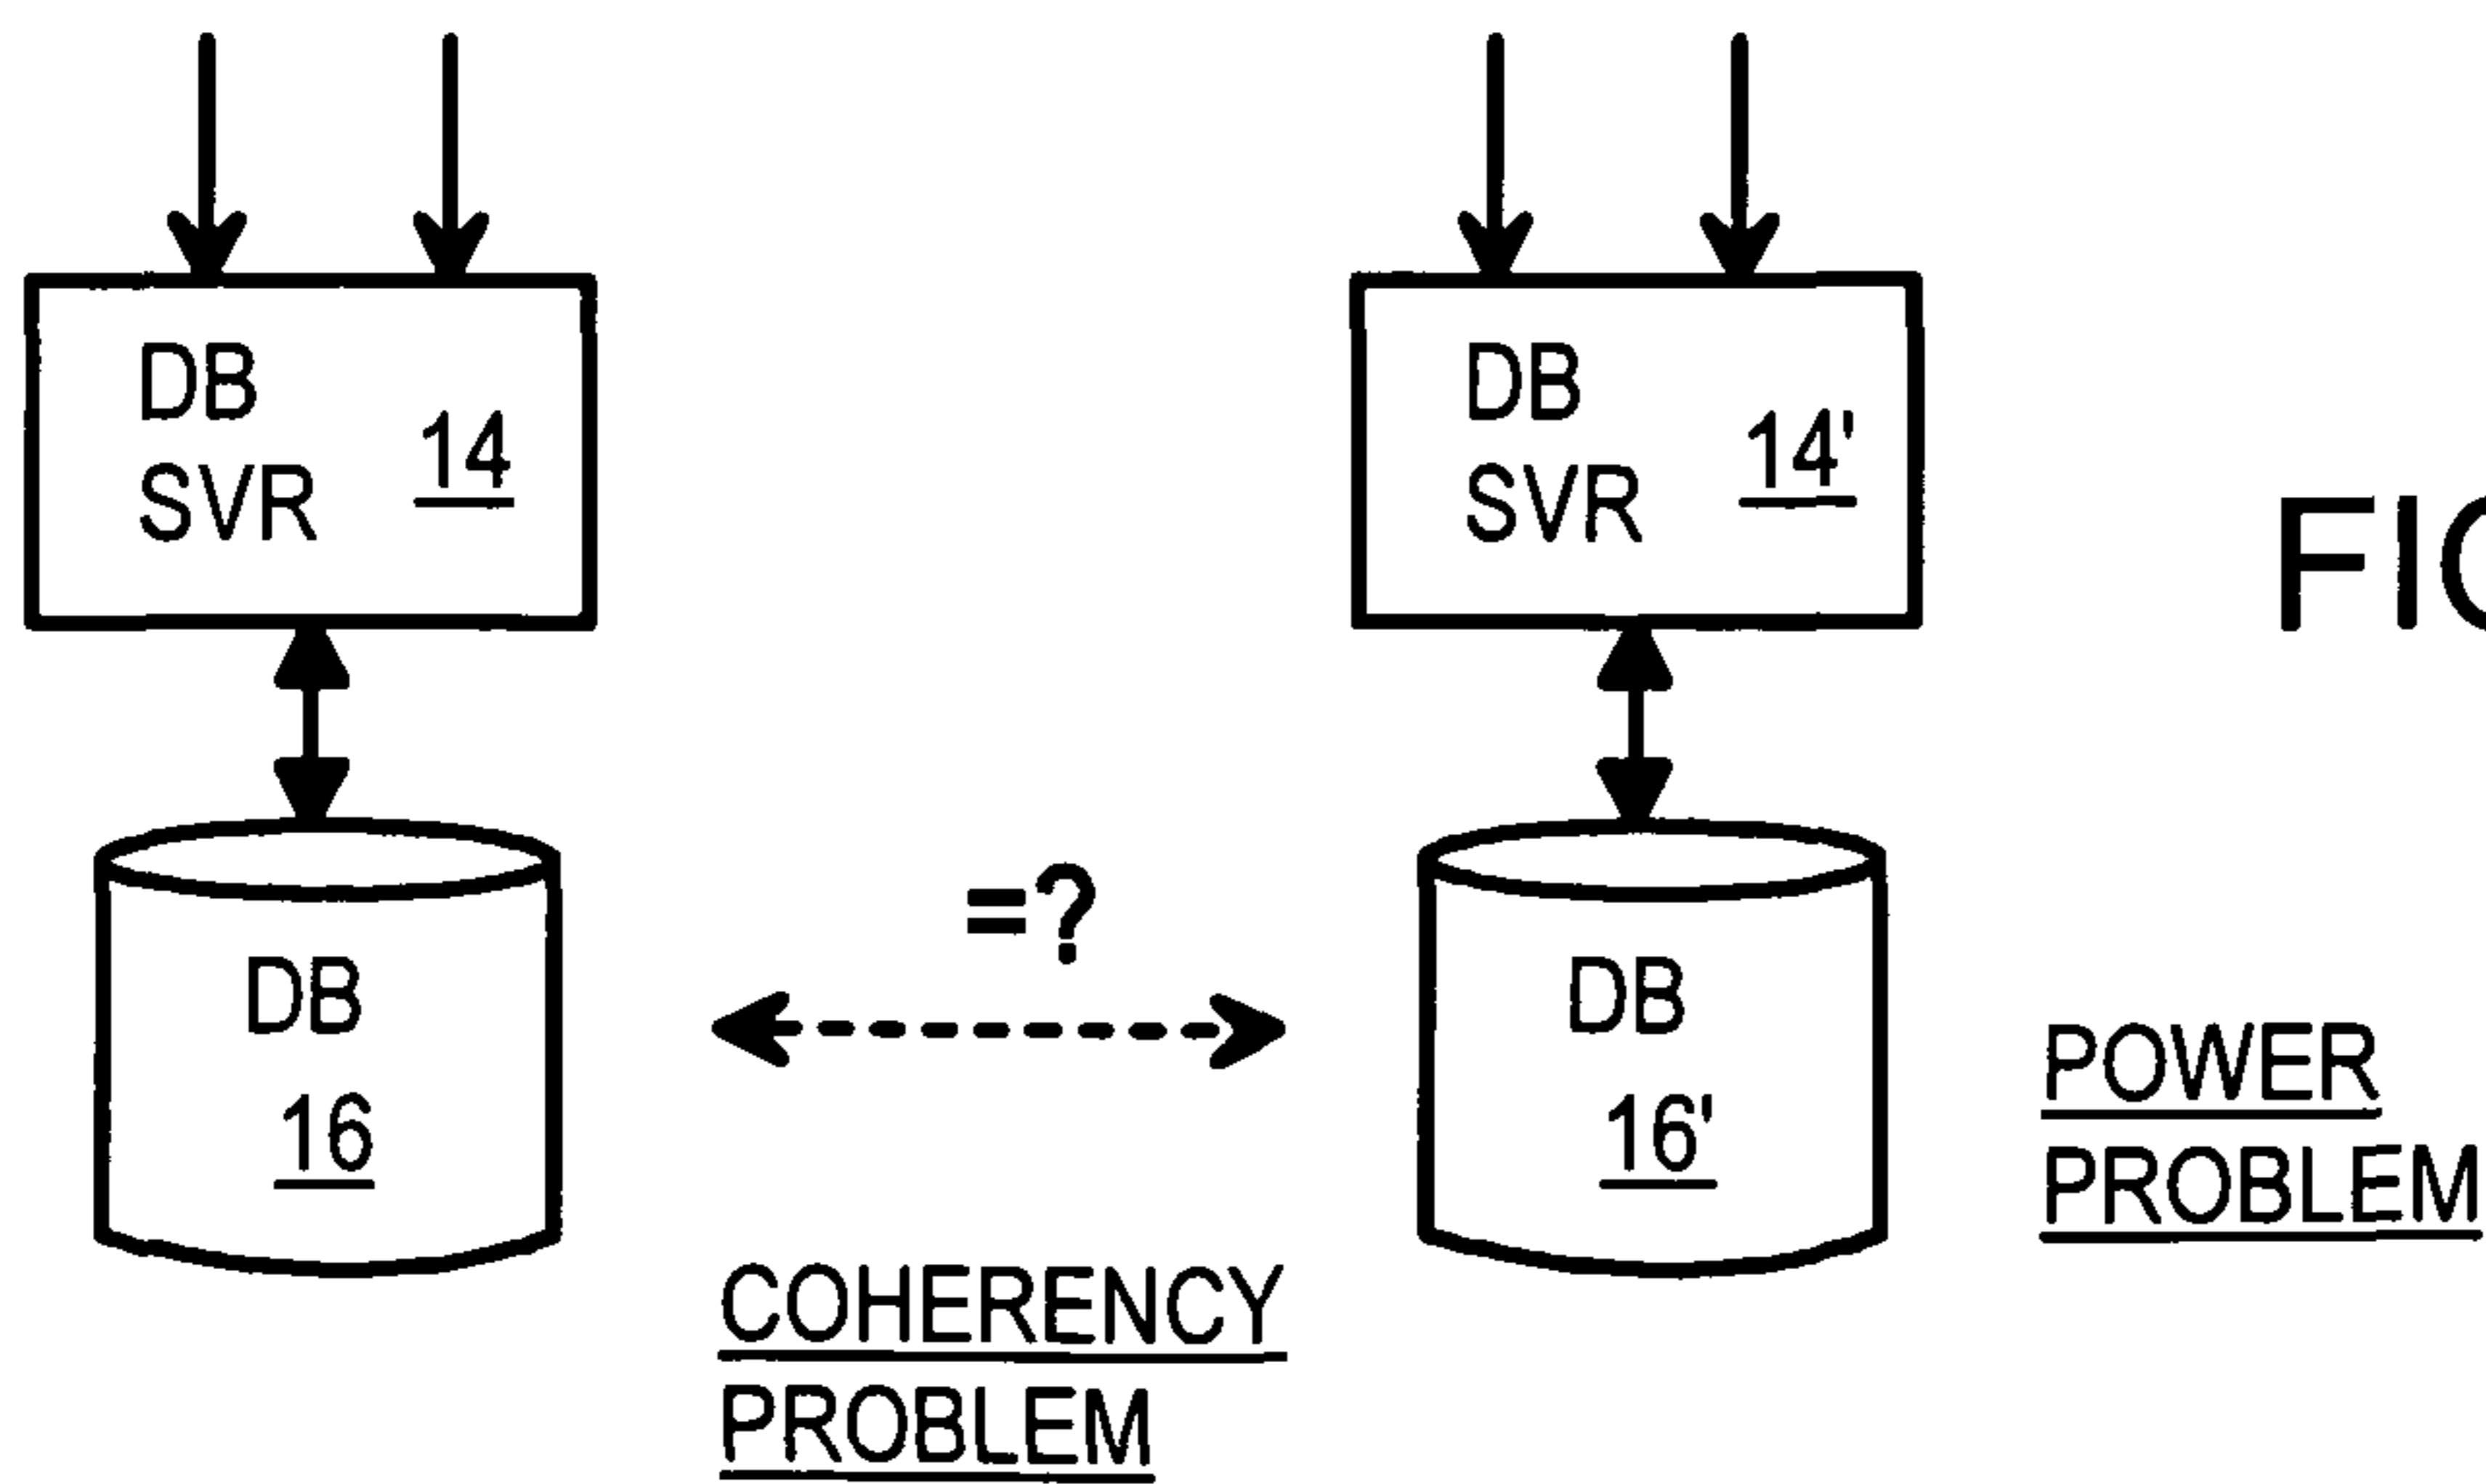 DB
SVR
14
DB
SVR
14'
=?
DB
16
DB
16'
POWER
PROBLEM
COHERENCY
PROBLEM